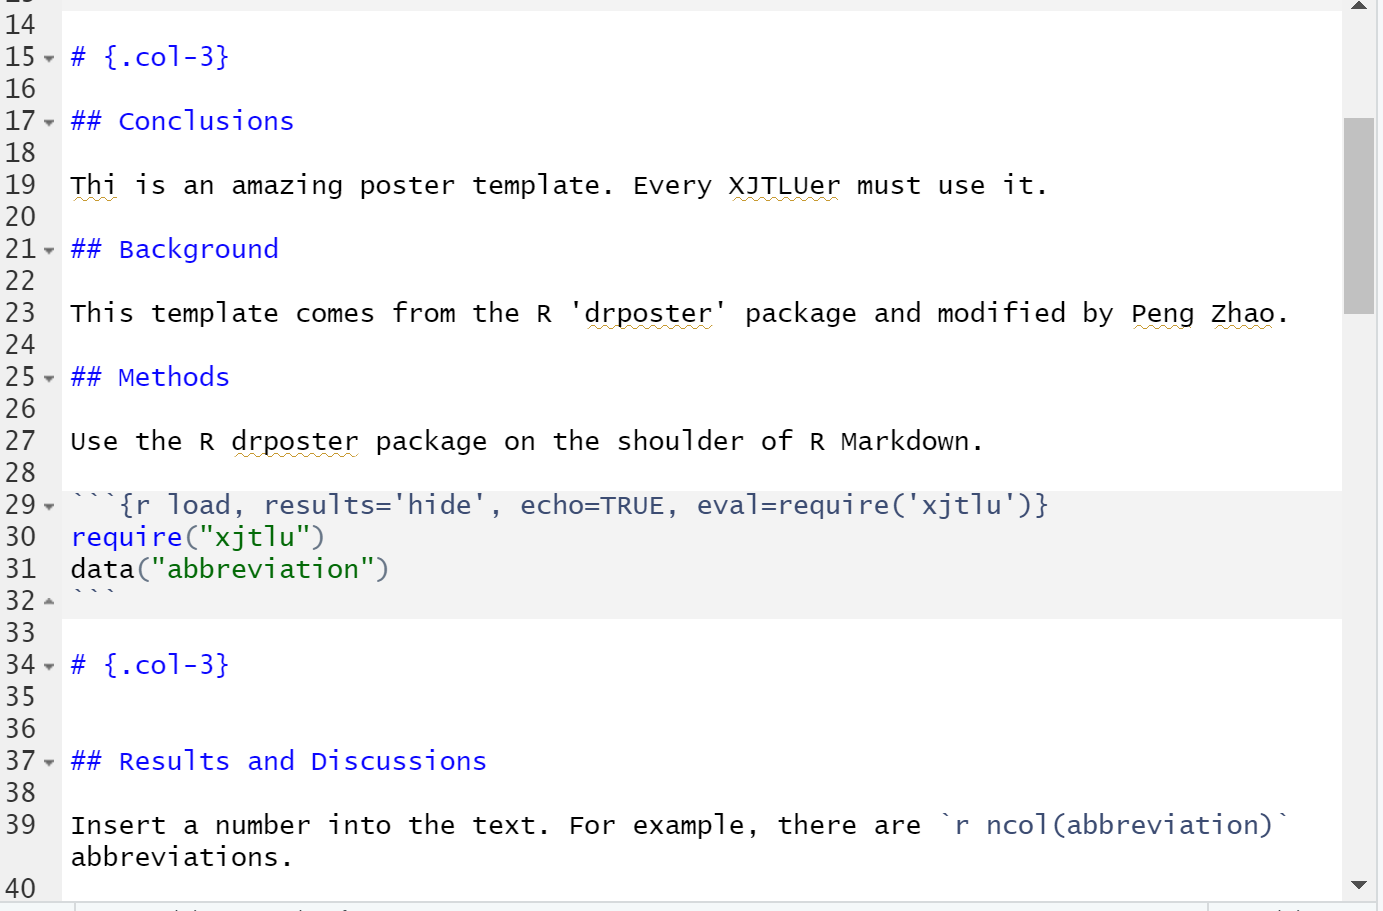 14
15 # {.col-3}
16
17 ## Conclusions
18
19 Thi is an amazing poster template. Every XJTLUer must use it.
20
21 ## Background
22
23 This template comes from the R 'drposter' package and modified by Peng Zhao.
24
25 ## Methods
26
27 Use the R drposter package on the shoulder of R Markdown.
28
29 ```{r load, results='hide', echo=TRUE, eval=require('xjtlu')}
30 require("xjtlu")
31 data("abbreviation")
32 ```
33
34 # {.col-3}
35
36
37 ## Results and Discussions
38
39 Insert a number into the text. For example, there are `r ncol(abbreviation)`
abbreviations.
40